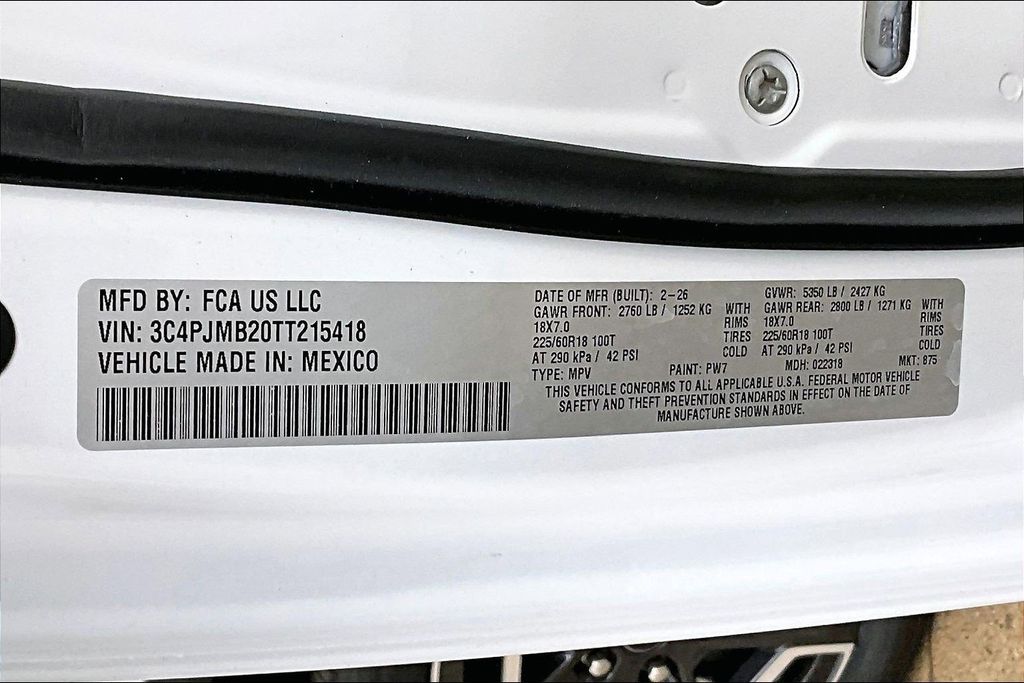 MFD BY: FCA US LLC
VIN: 3C4PJMB20TT215418
VEHICLE MADE IN: MEXICO
DATE OF MFR (BUILT): 2-26
GVWR: 5350 LB / 2427 KG
GAWR FRONT: 2760 LB / 1252 KG WITH
GAWR REAR: 2800 LB / 1271 KG WITH
18X7.0 RIMS
18X7.0 RIMS
225/60R18 100T TIRES
225/60R18 100T TIRES
AT 290 kPa / 42 PSI COLD
AT 290 kPa / 42 PSI COLD
TYPE: MPV PAINT: PW7 MDH: 022318 MKT: 875
THIS VEHICLE CONFORMS TO ALL APPLICABLE U.S.A. FEDERAL MOTOR VEHICLE
SAFETY AND THEFT PREVENTION STANDARDS IN EFFECT ON THE DATE OF
MANUFACTURE SHOWN ABOVE.